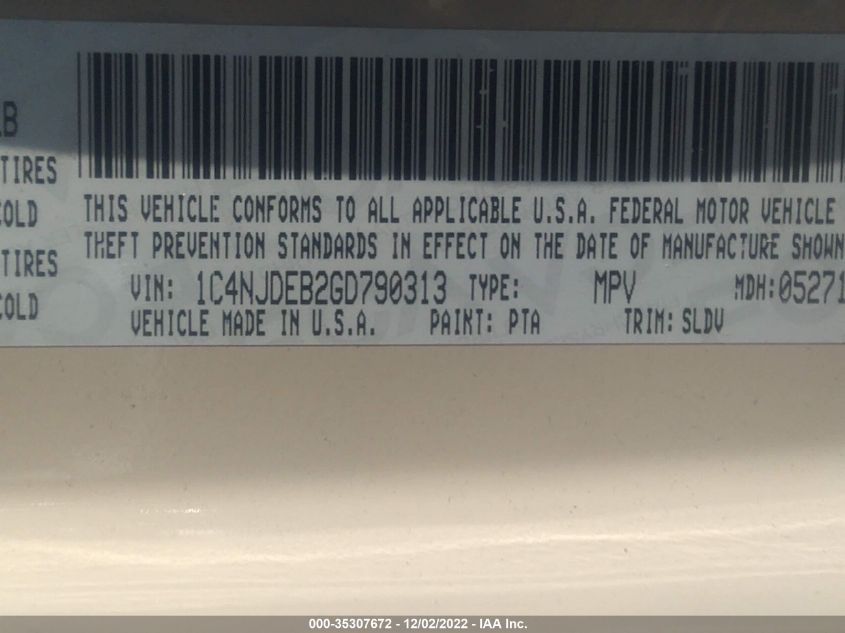 LB
TIRES
COLD
TIRES
COLD
THIS VEHICLE CONFORMS TO ALL APPLICABLE U.S.A. FEDERAL MOTOR VEHICLE
THEFT PREVENTION STANDARDS IN EFFECT ON THE DATE OF MANUFACTURE SHOWN
VIN: 1C4NJDEB2GD790313 TYPE: MPV MDH:05271
VEHICLE MADE IN U.S.A. PAINT: PTA TRIM: SLDV
000-35307672 - 12/02/2022 - IAA Inc.